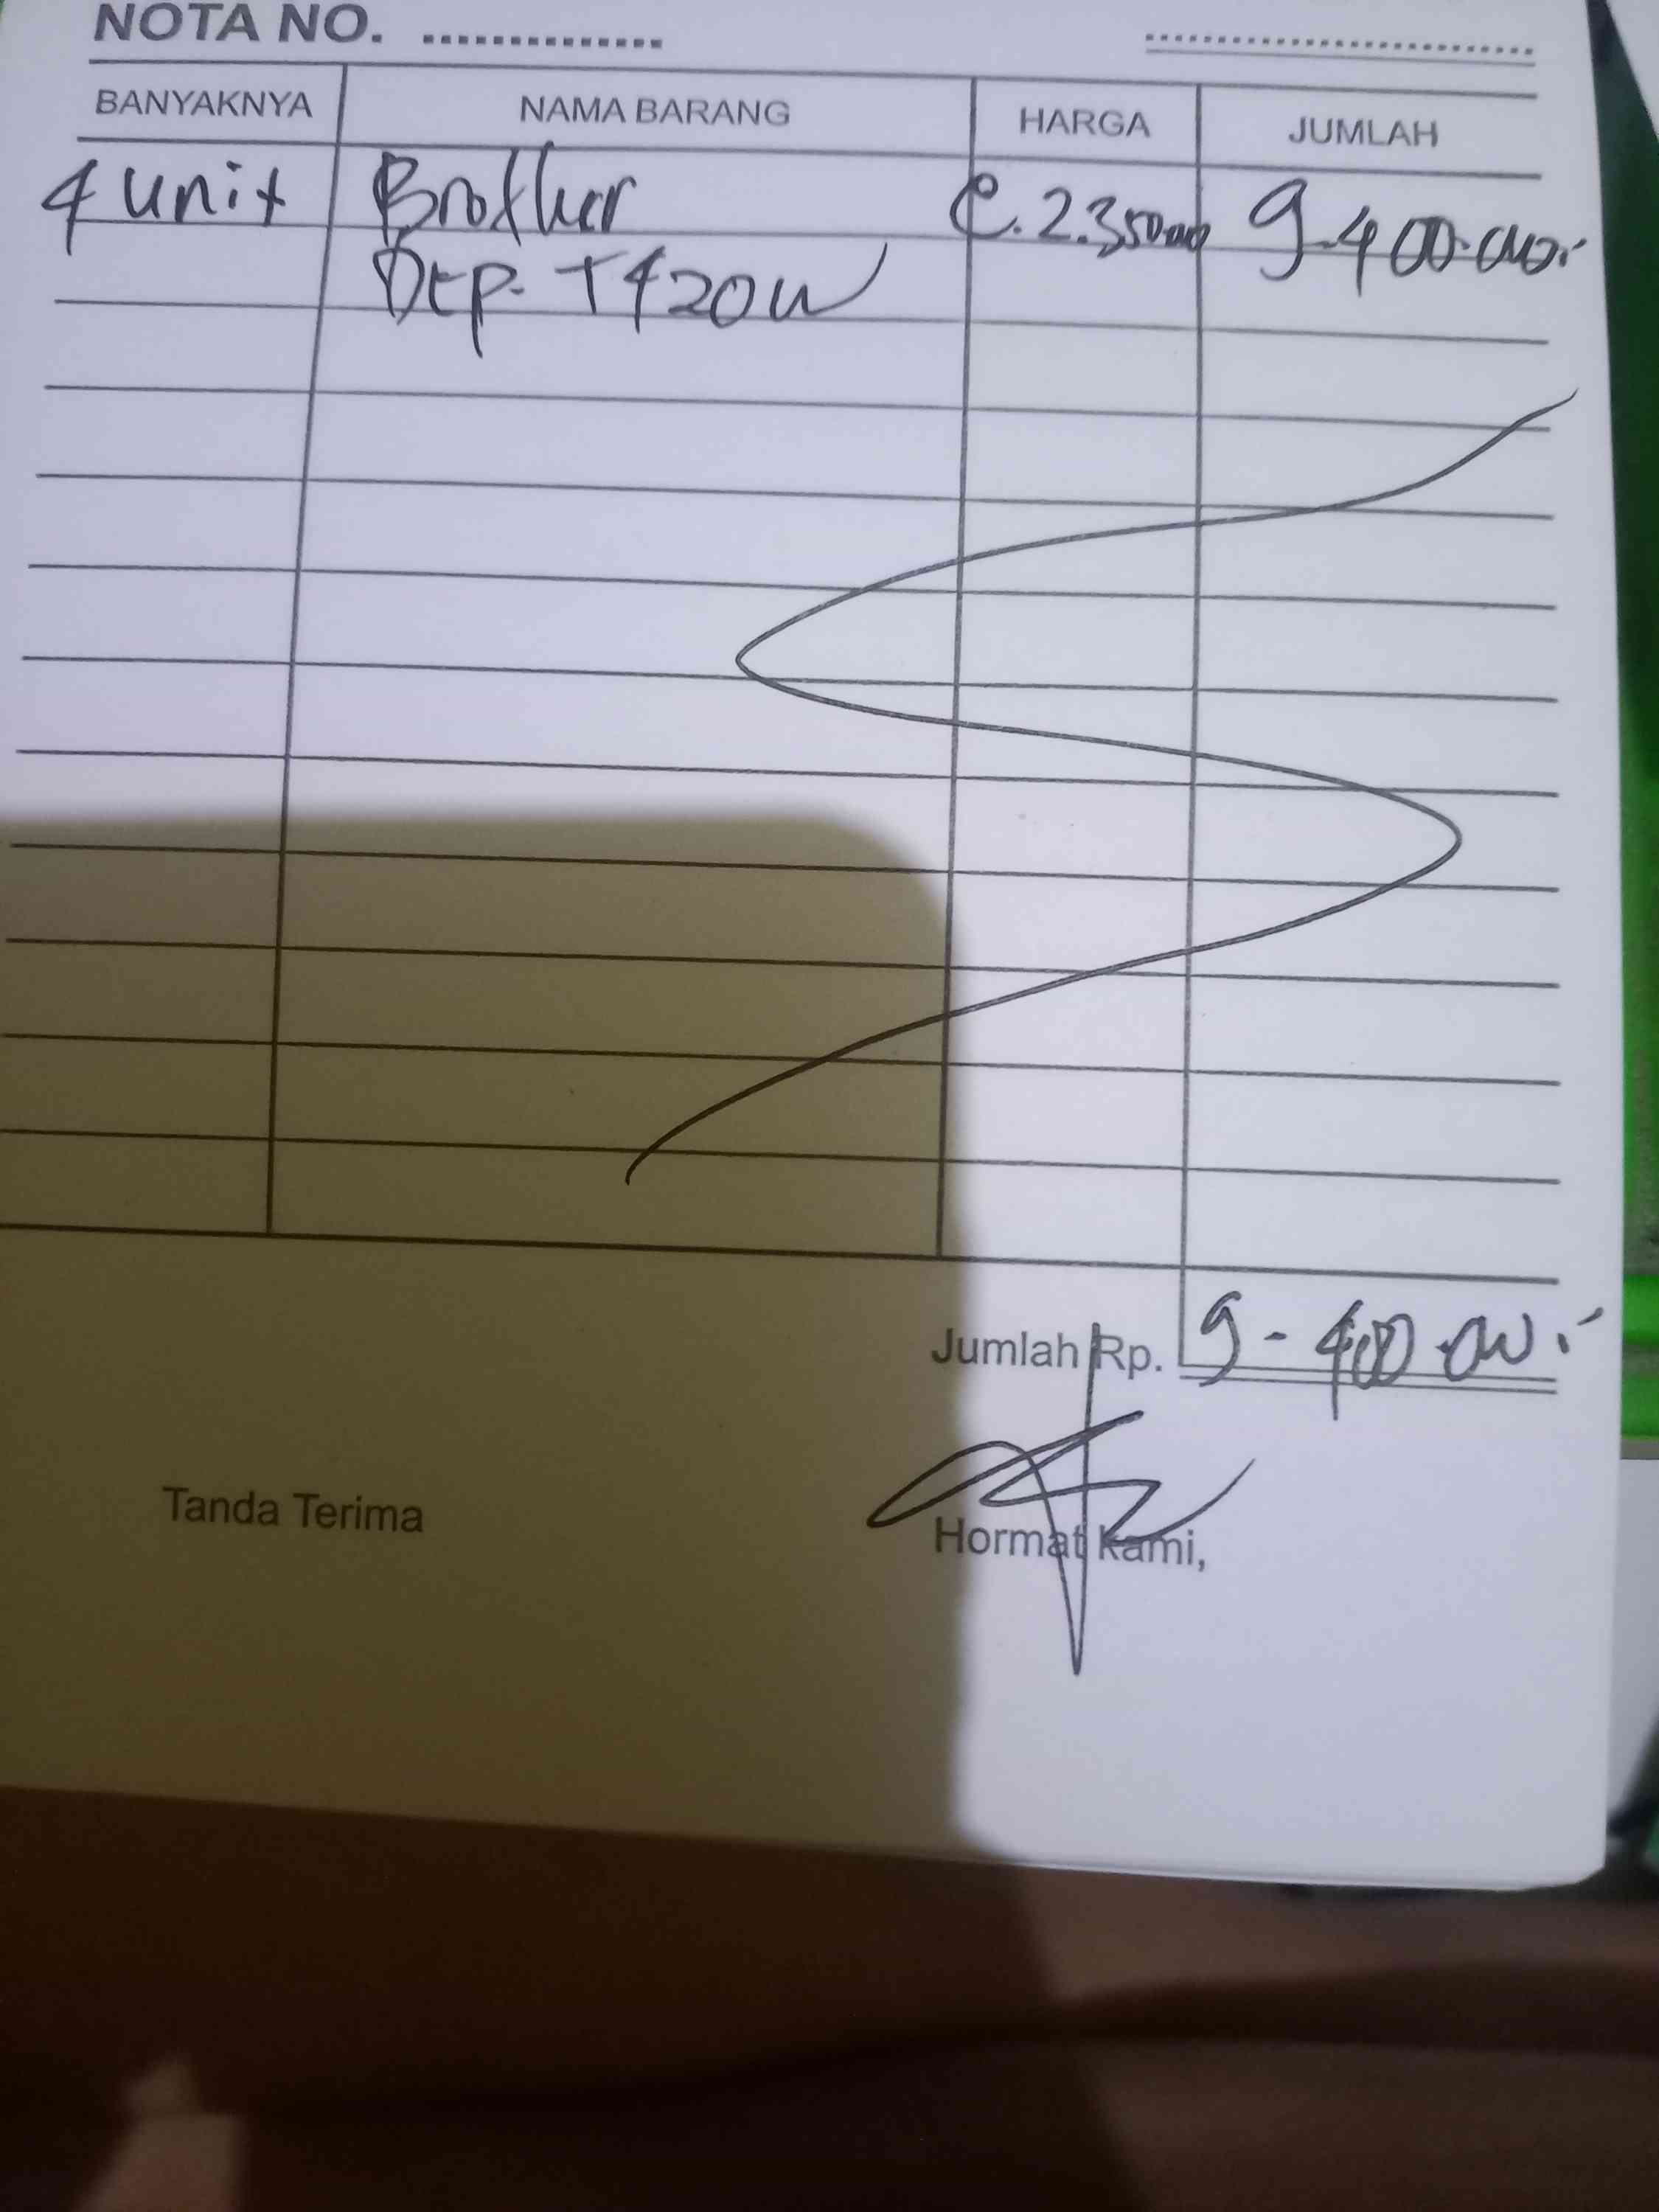 NOTA NO. ..............
BANYAKNYA NAMA BARANG HARGA JUMLAH
4 unit Brother @. 2.350.000 9.400.000.-
Dcp. T420W
Jumlah Rp. 9.400.000.-
Tanda Terima
Hormat kami,